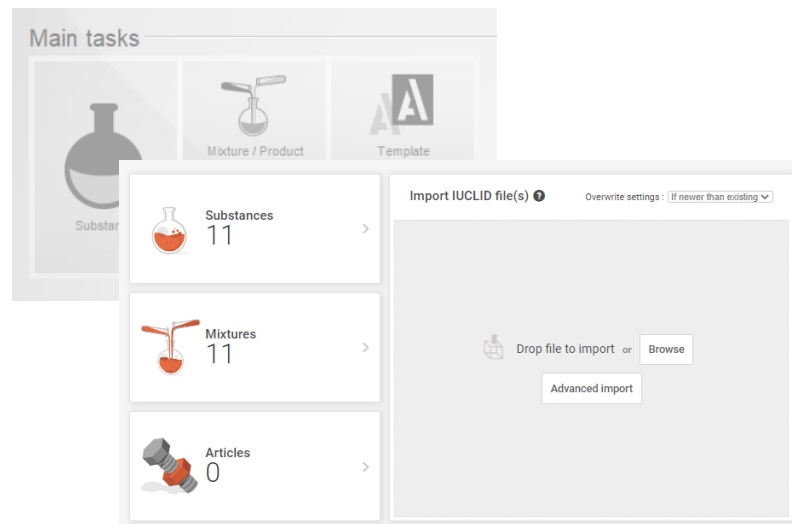 Main tasks
Mixture / Product
Template
Substances
11
Import IUCLID file(s) ?
Overwrite settings : If newer than existing
Mixtures
11
Drop file to import or Browse
Advanced import
Articles
0